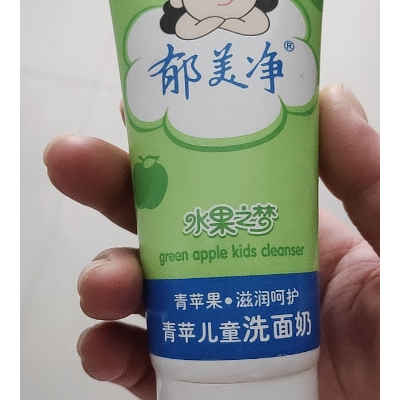 郁美净®
水果之梦
green apple kids cleanser
青苹果•滋润呵护
青苹儿童洗面奶